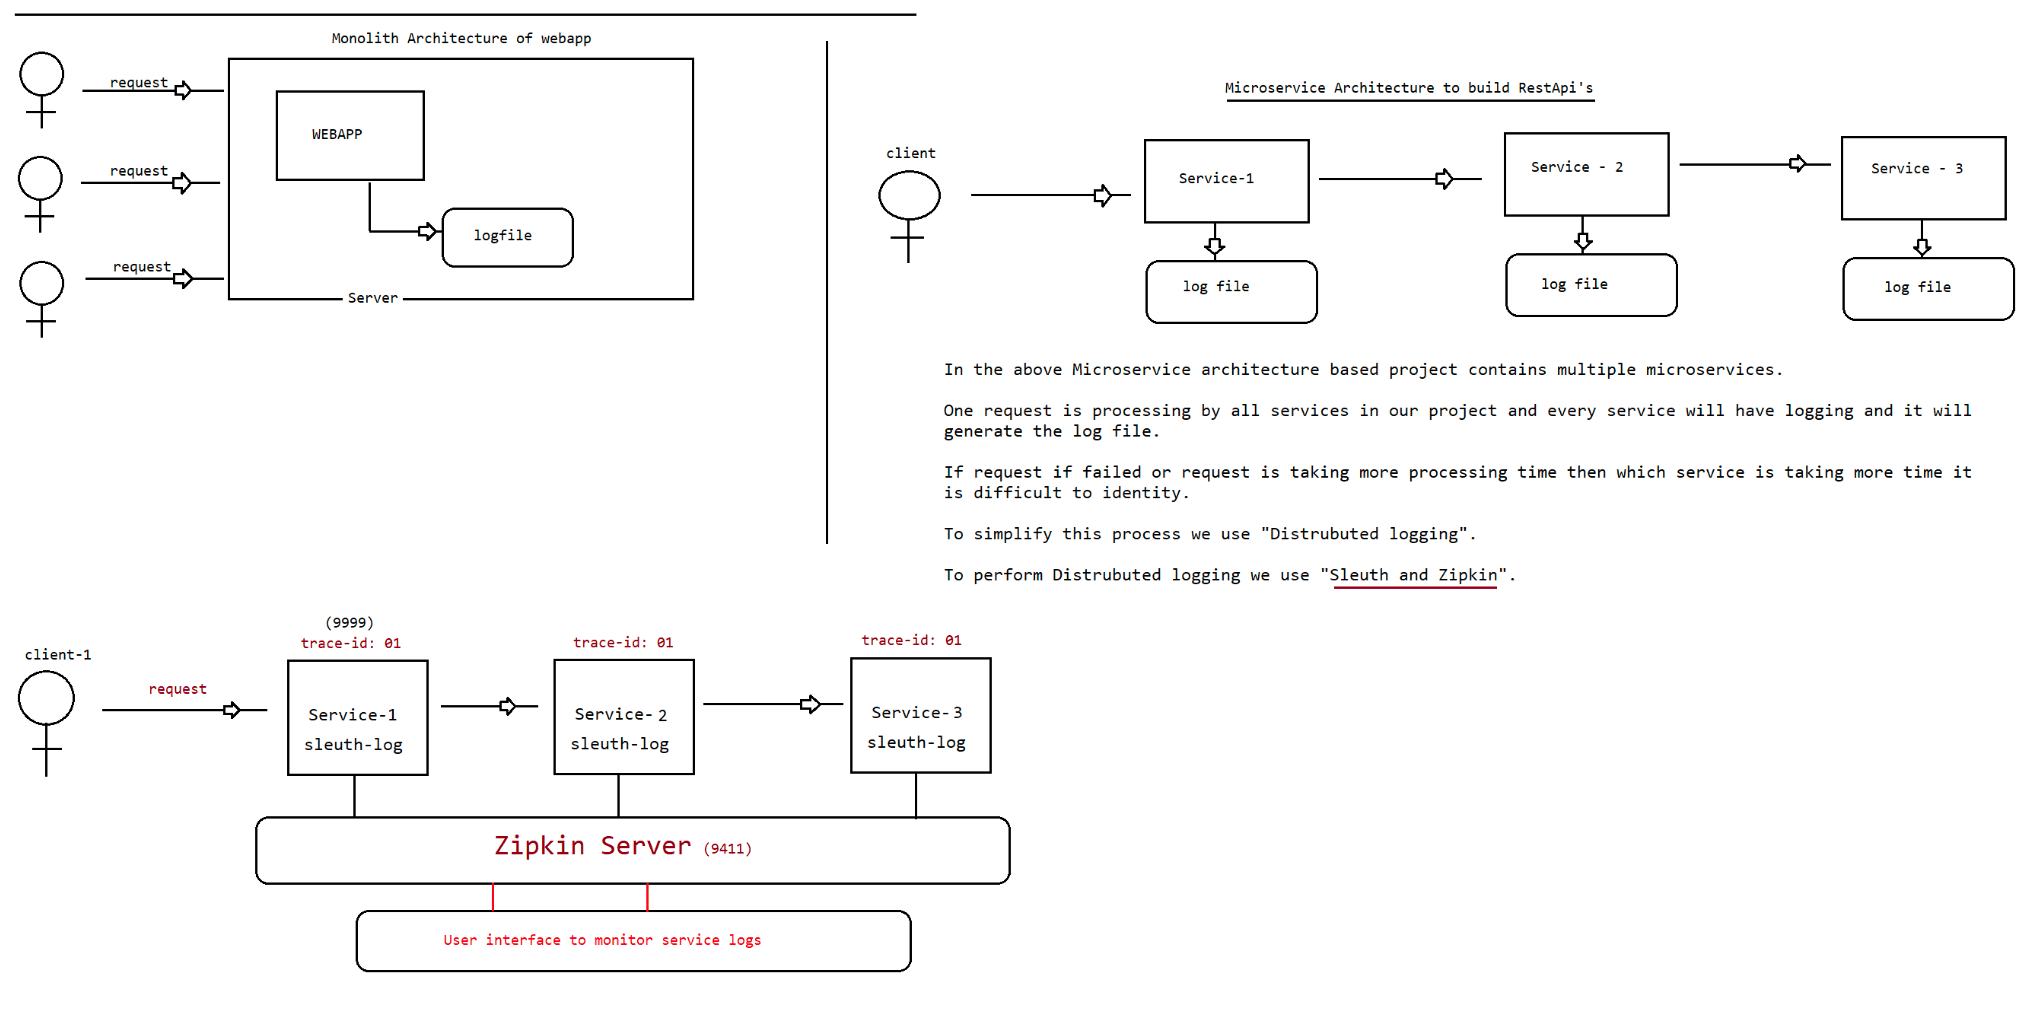 Monolith Architecture of webapp
request
WEBAPP
request
logfile
request
Server
Microservice Architecture to build RestApi's
client
Service-1
Service - 2
Service - 3
log file
log file
log file
In the above Microservice architecture based project contains multiple microservices.
One request is processing by all services in our project and every service will have logging and it will
generate the log file.
If request if failed or request is taking more processing time then which service is taking more time it
is difficult to identity.
To simplify this process we use "Distrubuted logging".
To perform Distrubuted logging we use "Sleuth and Zipkin".
(9999)
trace-id: 01
trace-id: 01
trace-id: 01
client-1
request
Service-1
sleuth-log
Service- 2
sleuth-log
Service- 3
sleuth-log
Zipkin Server (9411)
User interface to monitor service logs